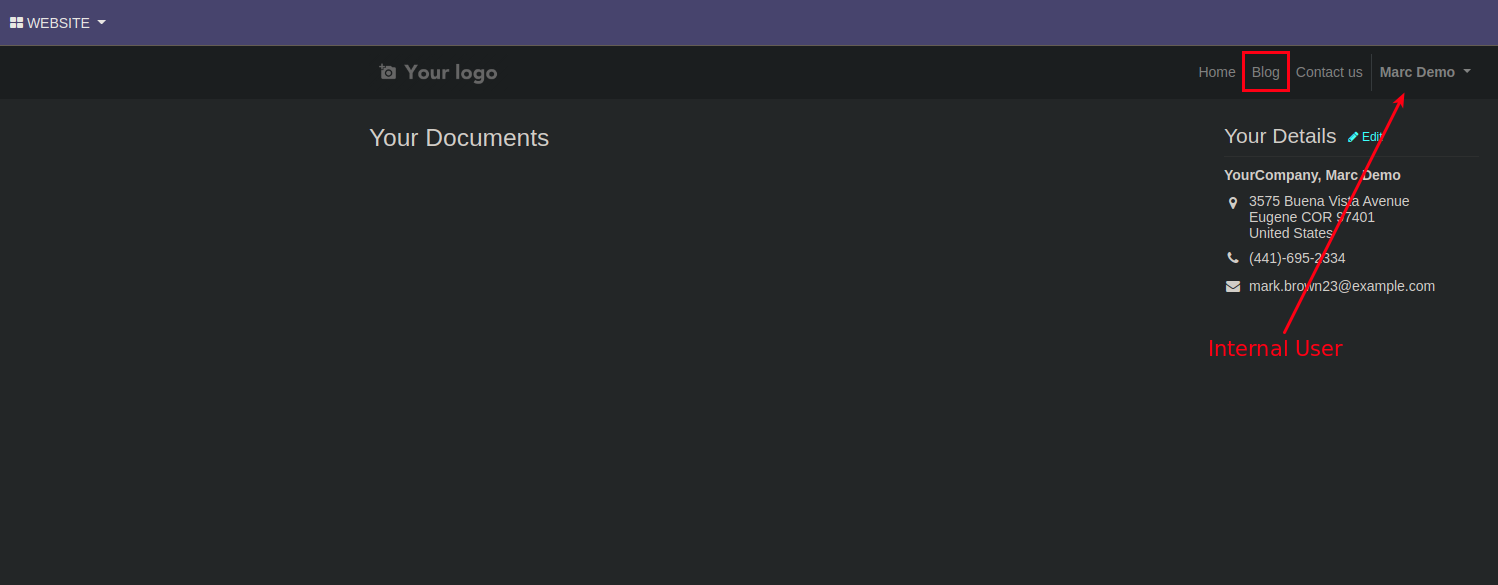 WEBSITE
Your logo
Home Blog Contact us Marc Demo
Your Documents
Your Details Edit
YourCompany, Marc Demo
3575 Buena Vista Avenue
Eugene COR 97401
United States
(441)-695-2334
mark.brown23@example.com
Internal User